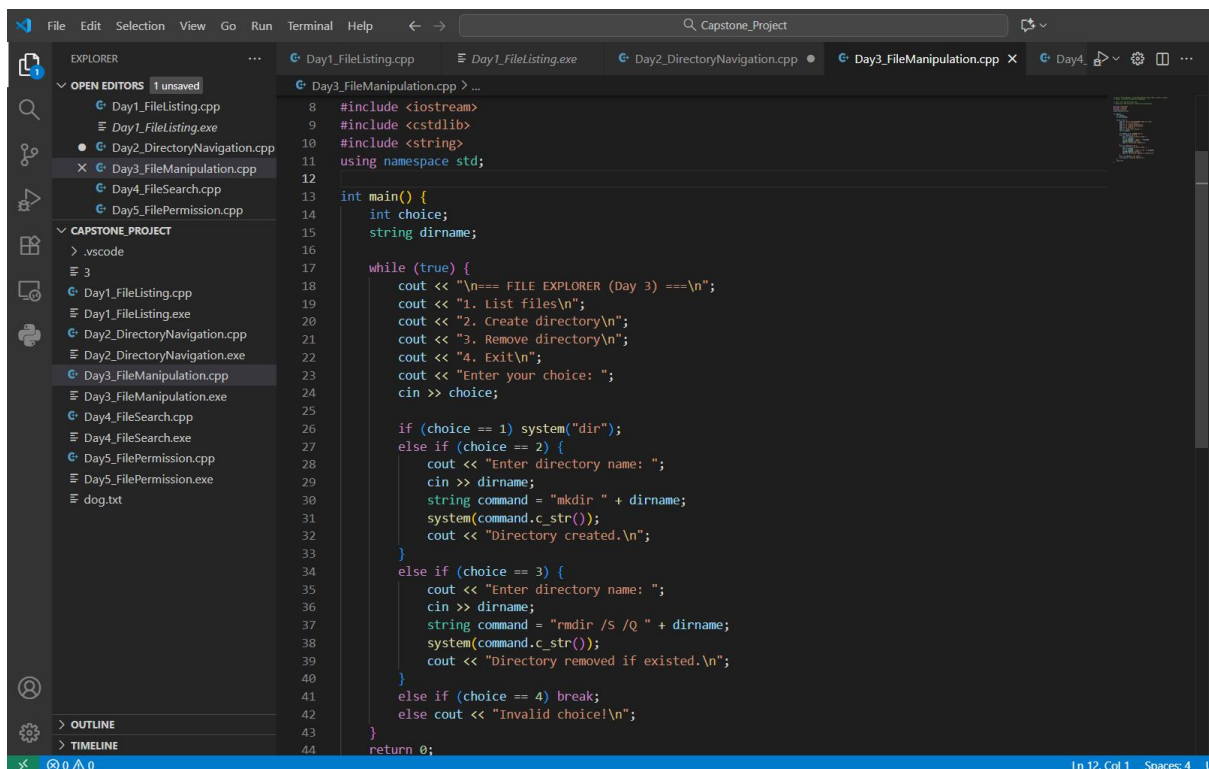 File Edit Selection View Go Run Terminal Help
Capstone_Project
EXPLORER
OPEN EDITORS 1 unsaved
Day1_FileListing.cpp
Day1_FileListing.exe
Day2_DirectoryNavigation.cpp
Day3_FileManipulation.cpp
Day4_FileSearch.cpp
Day5_FilePermission.cpp
CAPSTONE_PROJECT
.vscode
3
Day1_FileListing.cpp
Day1_FileListing.exe
Day2_DirectoryNavigation.cpp
Day2_DirectoryNavigation.exe
Day3_FileManipulation.cpp
Day3_FileManipulation.exe
Day4_FileSearch.cpp
Day4_FileSearch.exe
Day5_FilePermission.cpp
Day5_FilePermission.exe
dog.txt
OUTLINE
TIMELINE
Day1_FileListing.cpp Day1_FileListing.exe Day2_DirectoryNavigation.cpp Day3_FileManipulation.cpp Day4_
Day3_FileManipulation.cpp > ...
8 #include <iostream>
9 #include <cstdlib>
10 #include <string>
11 using namespace std;
12
13 int main() {
14     int choice;
15     string dirname;
16
17     while (true) {
18         cout << "\n=== FILE EXPLORER (Day 3) ===\n";
19         cout << "1. List files\n";
20         cout << "2. Create directory\n";
21         cout << "3. Remove directory\n";
22         cout << "4. Exit\n";
23         cout << "Enter your choice: ";
24         cin >> choice;
25
26         if (choice == 1) system("dir");
27         else if (choice == 2) {
28             cout << "Enter directory name: ";
29             cin >> dirname;
30             string command = "mkdir " + dirname;
31             system(command.c_str());
32             cout << "Directory created.\n";
33         }
34         else if (choice == 3) {
35             cout << "Enter directory name: ";
36             cin >> dirname;
37             string command = "rmdir /S /Q " + dirname;
38             system(command.c_str());
39             cout << "Directory removed if existed.\n";
40         }
41         else if (choice == 4) break;
42         else cout << "Invalid choice!\n";
43     }
44     return 0;
0 0
Ln 12, Col 1 Spaces: 4